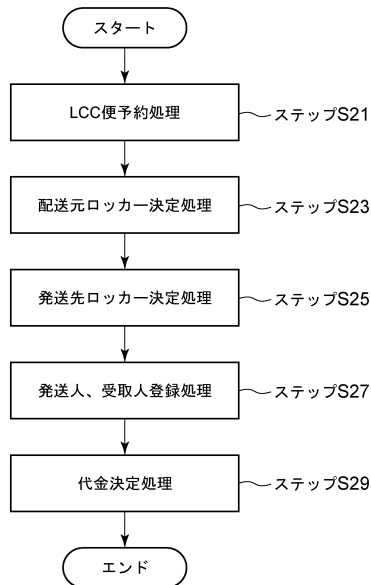 スタート
LCC便予約処理
ステップS21
配送元ロッカー決定処理
ステップS23
発送先ロッカー決定処理
ステップS25
発送人、受取人登録処理
ステップS27
代金決定処理
ステップS29
エンド